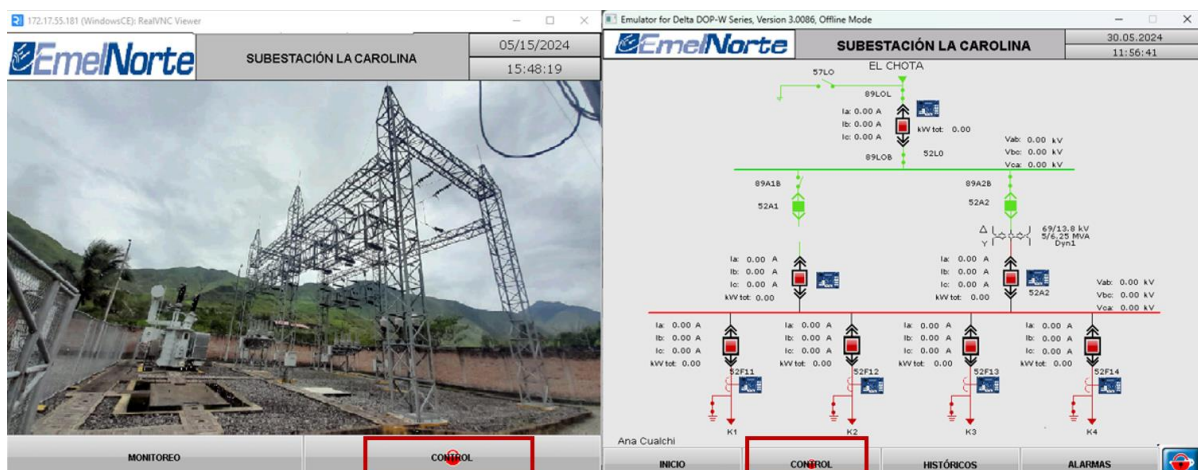 172.17.55.181 (WindowsCE): RealVNC Viewer
EmelNorte
SUBESTACIÓN LA CAROLINA
05/15/2024
15:48:19
MONITOREO
CONTROL
Emulator for Delta DOP-W Series, Version 3.0086, Offline Mode
EmelNorte
SUBESTACIÓN LA CAROLINA
30.05.2024
11:56:41
EL CHOTA
57L0
89LOL
Ia: 0.00 A
Ib: 0.00 A
Ic: 0.00 A
kW tot: 0.00
52L0
89LOB
Vab: 0.00 kV
Vbc: 0.00 kV
Vca: 0.00 kV
89A1B
52A1
89A2B
52A2
69/13.8 kV
5/6.25 MVA
Dyn1
Δ
Y
Ia: 0.00 A
Ib: 0.00 A
Ic: 0.00 A
kW tot: 0.00
Ia: 0.00 A
Ib: 0.00 A
Ic: 0.00 A
kW tot: 0.00
52A2
Vab: 0.00 kV
Vbc: 0.00 kV
Vca: 0.00 kV
Ia: 0.00 A
Ib: 0.00 A
Ic: 0.00 A
kW tot: 0.00
52F11
K1
Ia: 0.00 A
Ib: 0.00 A
Ic: 0.00 A
kW tot: 0.00
52F12
K2
Ia: 0.00 A
Ib: 0.00 A
Ic: 0.00 A
kW tot: 0.00
52F13
K3
Ia: 0.00 A
Ib: 0.00 A
Ic: 0.00 A
kW tot: 0.00
52F14
K4
Ana Cualchi
INICIO
CONTROL
HISTÓRICOS
ALARMAS